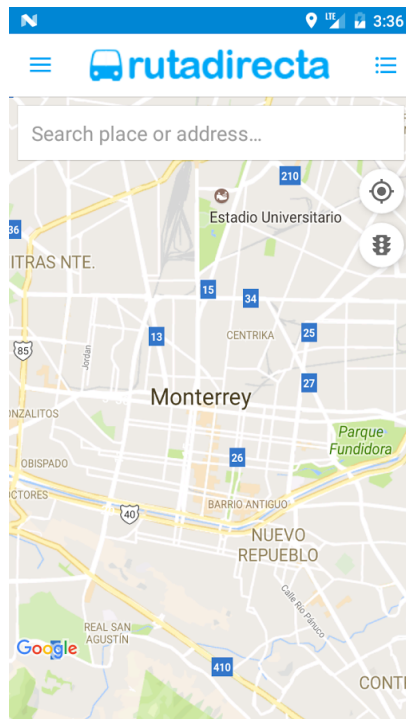 LTE 3:36
rutadirecta
Search place or address...
210
Estadio Universitario
36
ITRAS NTE.
15
34
13
CENTRIKA
25
85
Jordan
27
Monterrey
ONZALITOS
Parque
Fundidora
26
OBISPADO
OCTORES
BARRIO ANTIGUO
40
NUEVO
REPUEBLO
Calle Río Pánuco
REAL SAN
AGUSTÍN
Google
410
CONTI